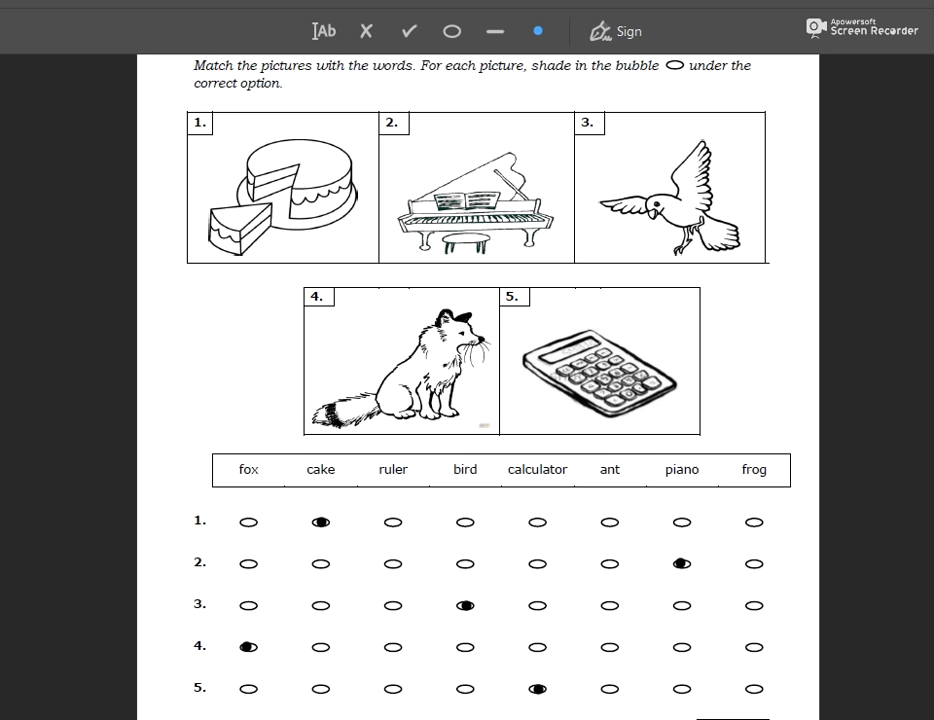 Ab
Sign
Apowersoft
Screen Recorder
Match the pictures with the words. For each picture, shade in the bubble under the
correct option.
1.
2.
3.
4.
5.
fox cake ruler bird calculator ant piano frog
1.
2.
3.
4.
5.